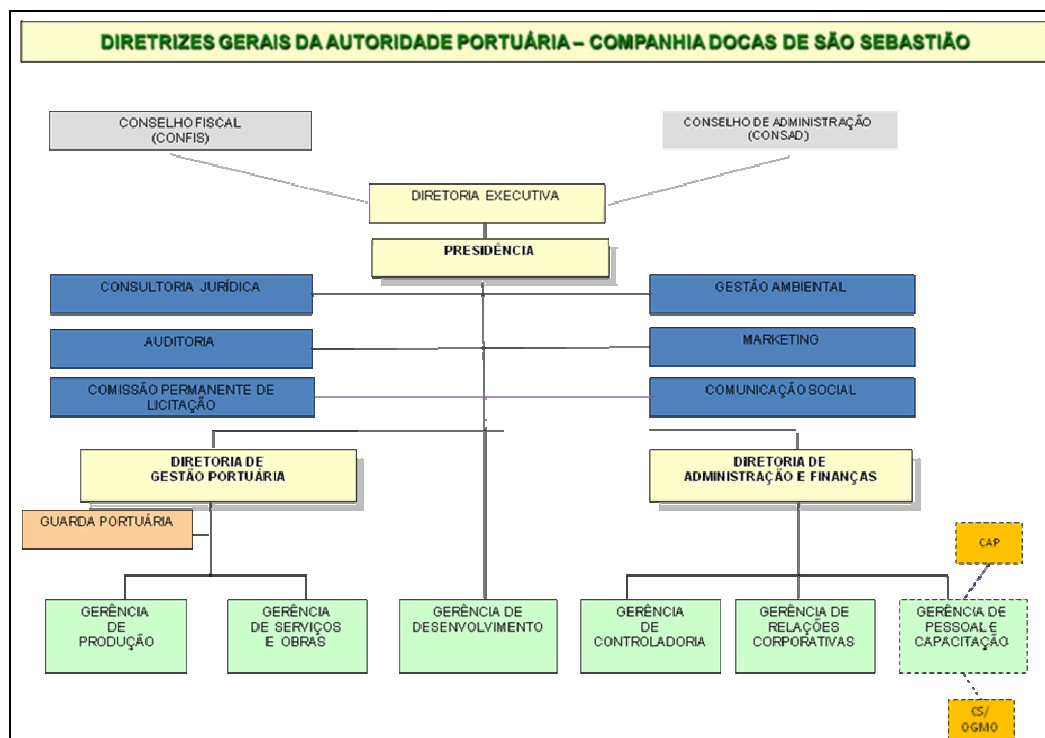 DIRETRIZES GERAIS DA AUTORIDADE PORTUÁRIA – COMPANHIA DOCAS DE SÃO SEBASTIÃO
CONSELHO FISCAL
(CONFIS)
CONSELHO DE ADMINISTRAÇÃO
(CONSAD)
DIRETORIA EXECUTIVA
PRESIDÊNCIA
CONSULTORIA JURÍDICA
GESTÃO AMBIENTAL
AUDITORIA
MARKETING
COMISSÃO PERMANENTE DE
LICITAÇÃO
COMUNICAÇÃO SOCIAL
DIRETORIA DE
GESTÃO PORTUÁRIA
DIRETORIA DE
ADMINISTRAÇÃO E FINANÇAS
GUARDA PORTUÁRIA
CAP
GERÊNCIA
DE
PRODUÇÃO
GERÊNCIA
DE SERVIÇOS
E OBRAS
GERÊNCIA DE
DESENVOLVIMENTO
GERÊNCIA
DE
CONTROLADORIA
GERÊNCIA DE
RELAÇÕES
CORPORATIVAS
GERÊNCIA DE
PESSOAL E
CAPACITAÇÃO
CS/
OGMO